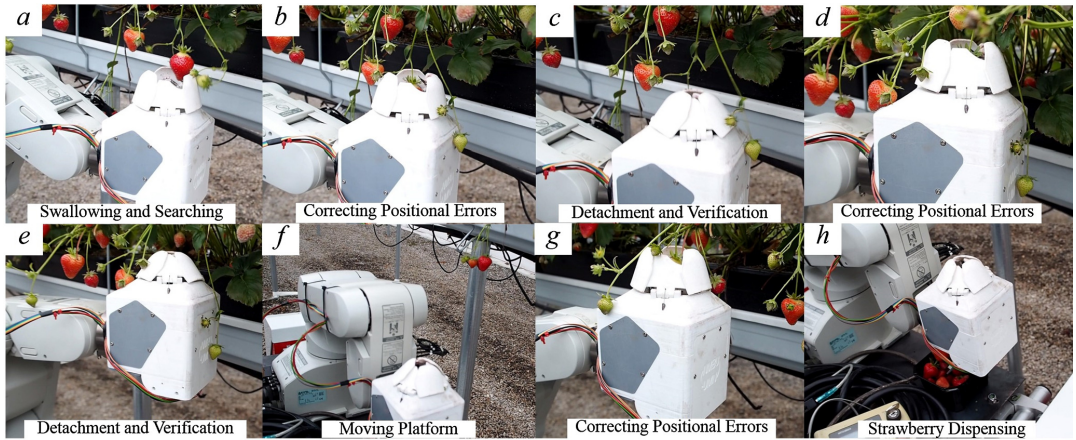 a
Swallowing and Searching
b
Correcting Positional Errors
c
Detachment and Verification
d
Correcting Positional Errors
e
Detachment and Verification
f
Moving Platform
g
Correcting Positional Errors
h
Strawberry Dispensing